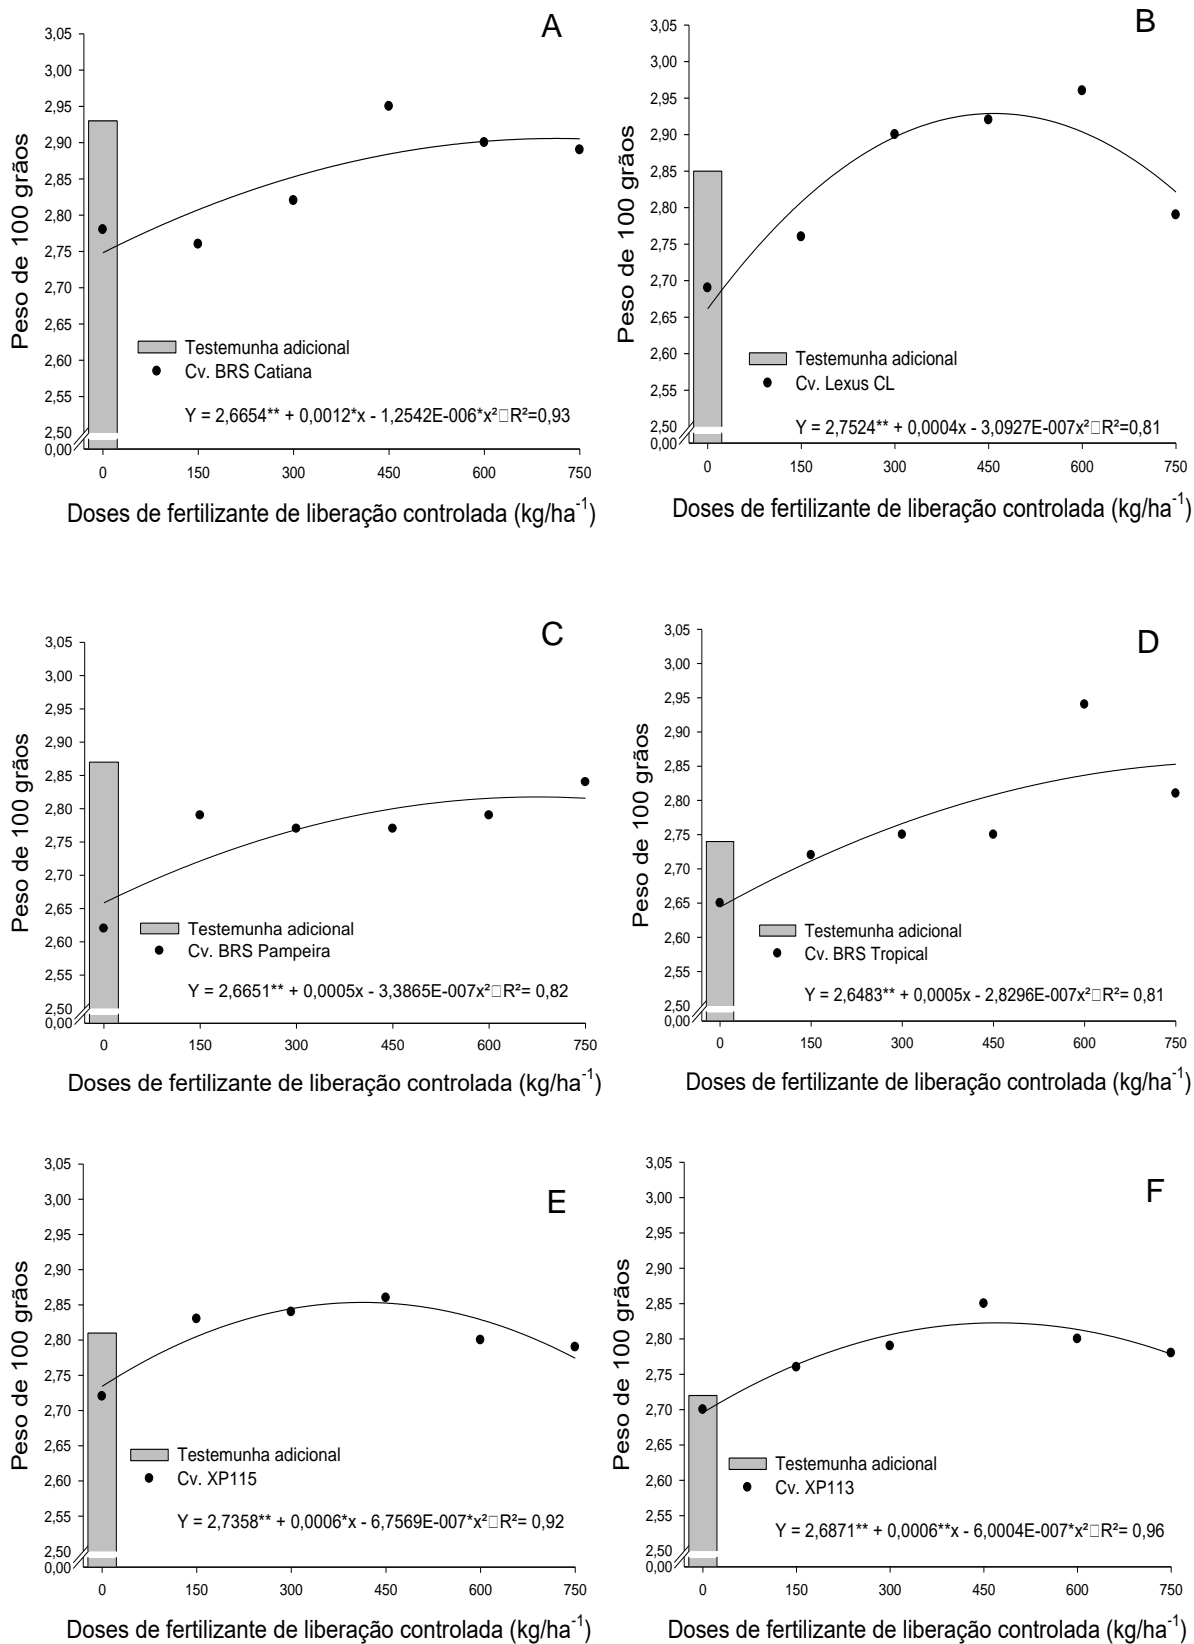 A
3,05
3,00
2,95
2,90
2,85
2,80
2,75
2,70
2,65
2,60
2,55
2,50
0,00
Peso de 100 grãos
Testemunha adicional
Cv. BRS Catiana
Y = 2,6654** + 0,0012*x - 1,2542E-006*x²□R²=0,93
0 150 300 450 600 750
Doses de fertilizante de liberação controlada (kg/ha⁻¹)
B
3,05
3,00
2,95
2,90
2,85
2,80
2,75
2,70
2,65
2,60
2,55
2,50
0,00
Peso de 100 grãos
Testemunha adicional
Cv. Lexus CL
Y = 2,7524** + 0,0004x - 3,0927E-007x²□R²=0,81
0 150 300 450 600 750
Doses de fertilizante de liberação controlada (kg/ha⁻¹)
C
3,05
3,00
2,95
2,90
2,85
2,80
2,75
2,70
2,65
2,60
2,55
2,50
0,00
Peso de 100 grãos
Testemunha adicional
Cv. BRS Pampeira
Y = 2,6651** + 0,0005x - 3,3865E-007x²□R²= 0,82
0 150 300 450 600 750
Doses de fertilizante de liberação controlada (kg/ha⁻¹)
D
3,05
3,00
2,95
2,90
2,85
2,80
2,75
2,70
2,65
2,60
2,55
2,50
0,00
Peso de 100 grãos
Testemunha adicional
Cv. BRS Tropical
Y = 2,6483** + 0,0005x - 2,8296E-007x²□R²= 0,81
0 150 300 450 600 750
Doses de fertilizante de liberação controlada (kg/ha⁻¹)
E
3,05
3,00
2,95
2,90
2,85
2,80
2,75
2,70
2,65
2,60
2,55
2,50
0,00
Peso de 100 grãos
Testemunha adicional
Cv. XP115
Y = 2,7358** + 0,0006*x - 6,7569E-007*x²□R²= 0,92
0 150 300 450 600 750
Doses de fertilizante de liberação controlada (kg/ha⁻¹)
F
3,05
3,00
2,95
2,90
2,85
2,80
2,75
2,70
2,65
2,60
2,55
2,50
0,00
Peso de 100 grãos
Testemunha adicional
Cv. XP113
Y = 2,6871** + 0,0006**x - 6,0004E-007*x²□R²= 0,96
0 150 300 450 600 750
Doses de fertilizante de liberação controlada (kg/ha⁻¹)